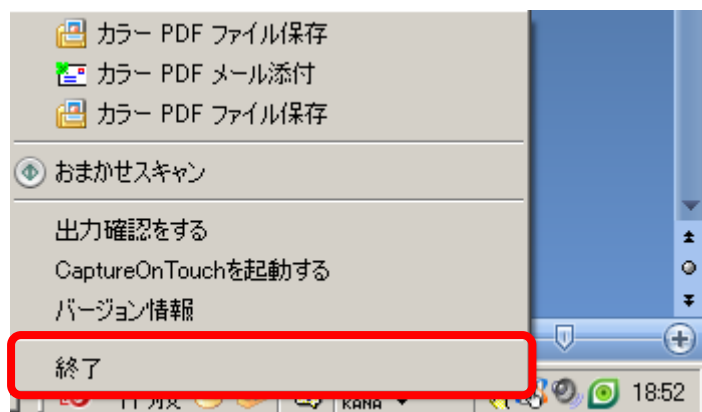 カラー PDF ファイル保存
カラー PDF メール添付
カラー PDF ファイル保存
おまかせスキャン
出力確認をする
CaptureOnTouchを起動する
バージョン情報
終了
KANA
18:52